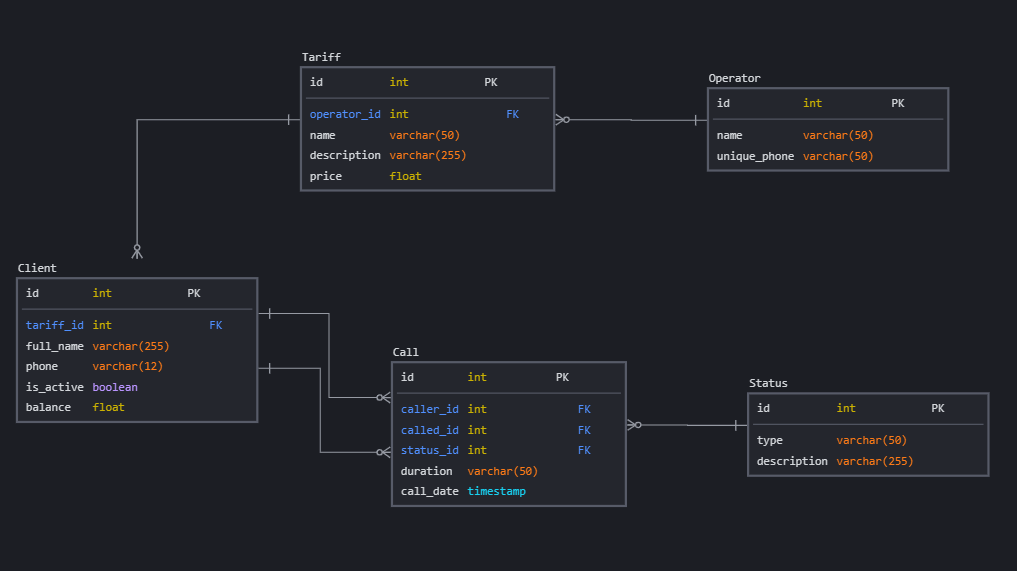 Tariff
id int PK
operator_id int FK
name varchar(50)
description varchar(255)
price float
Operator
id int PK
name varchar(50)
unique_phone varchar(50)
Client
id int PK
tariff_id int FK
full_name varchar(255)
phone varchar(12)
is_active boolean
balance float
Call
id int PK
caller_id int FK
called_id int FK
status_id int FK
duration varchar(50)
call_date timestamp
Status
id int PK
type varchar(50)
description varchar(255)